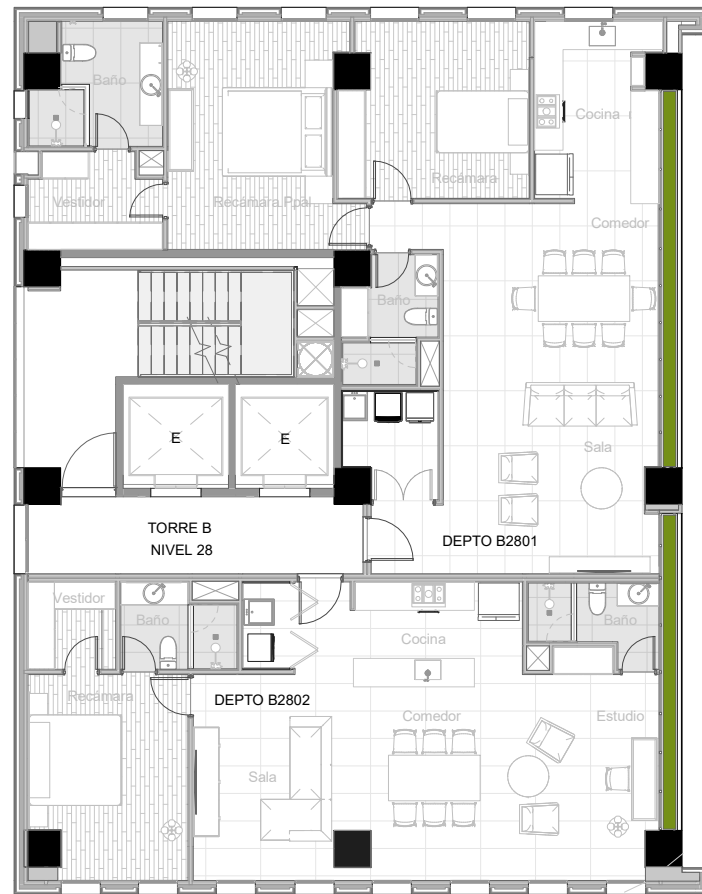 Baño
Cocina
Vestidor
Recámara Ppal
Recámara
Comedor
Baño
E
E
Sala
TORRE B
NIVEL 28
DEPTO B2801
Vestidor
Baño
Baño
Cocina
Recámara
DEPTO B2802
Comedor
Estudio
Sala